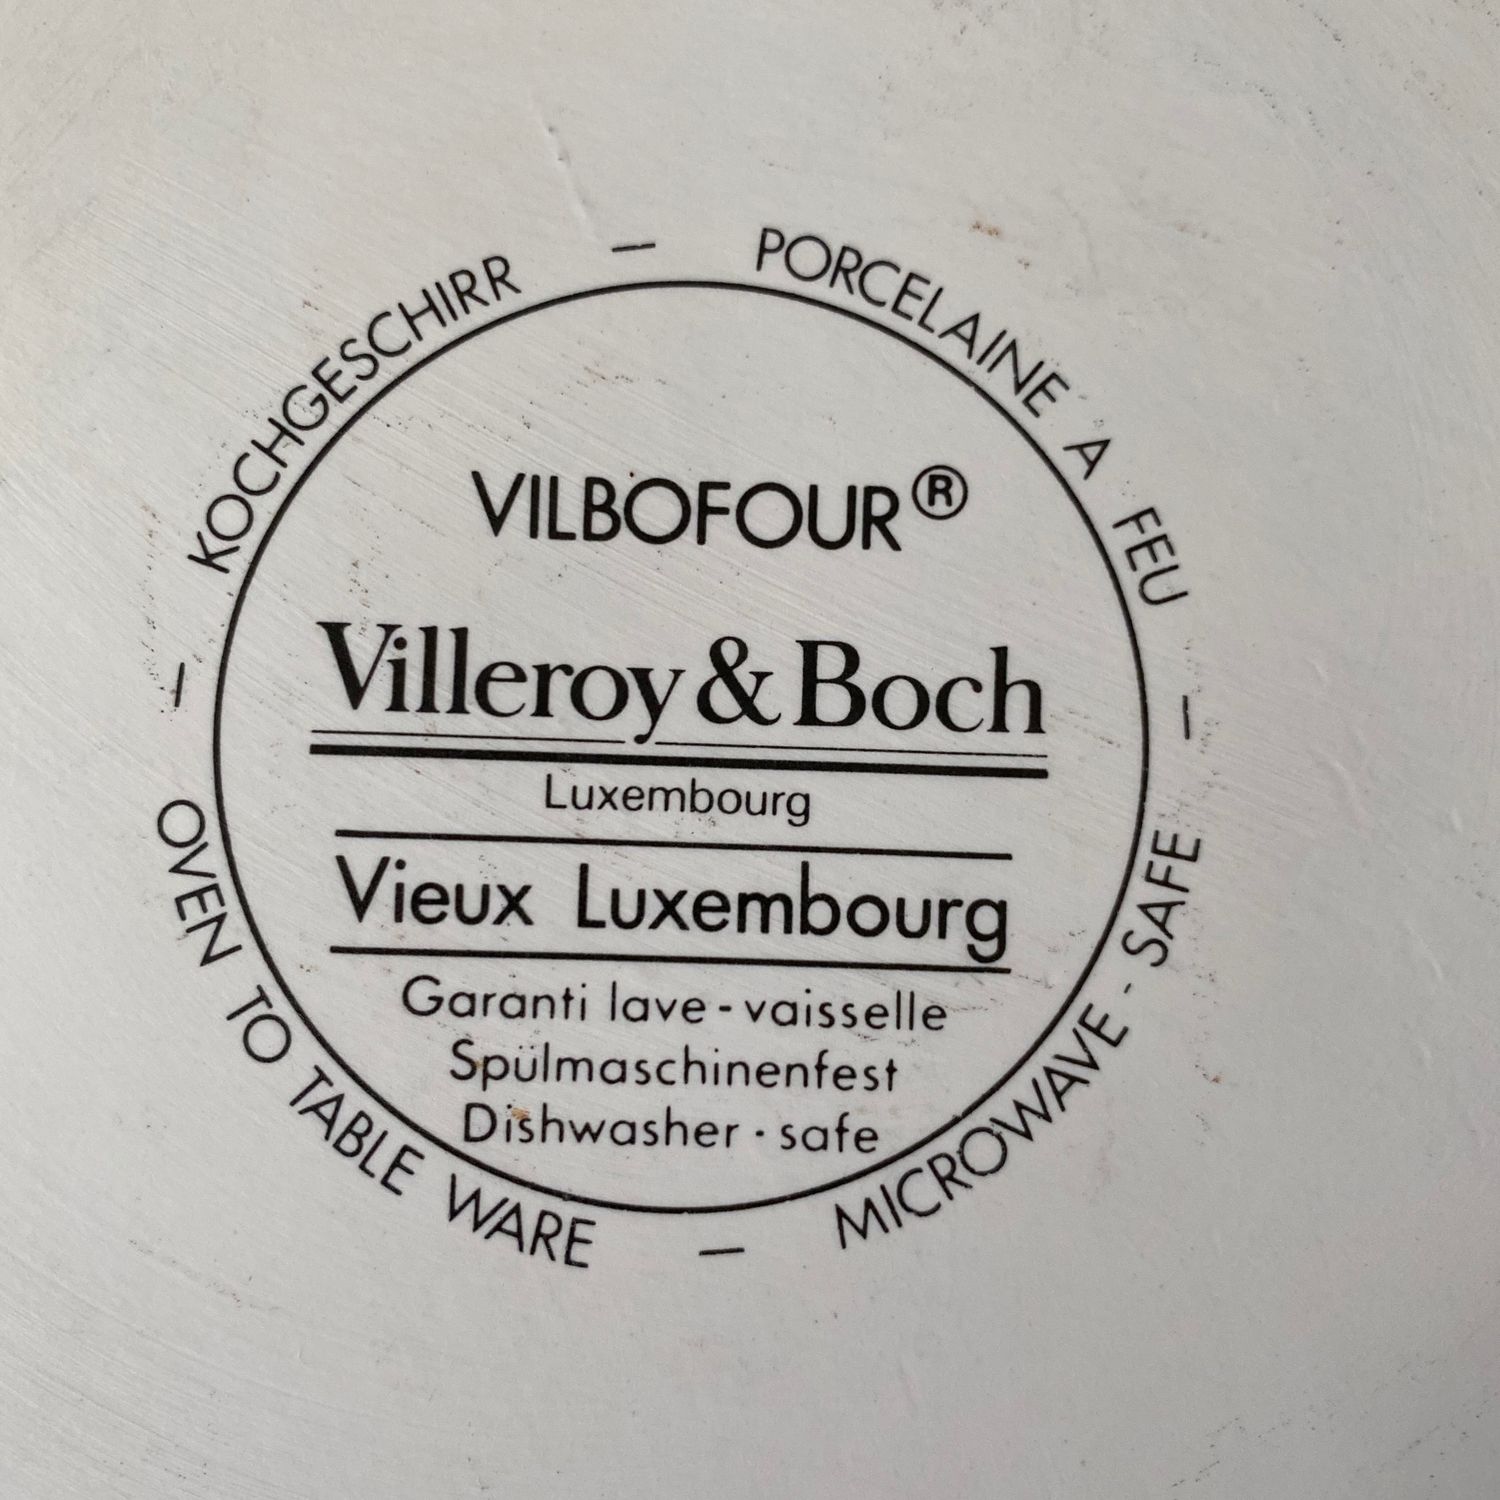 KOCHGESCHIRR – PORCELAINE A FEU – MICROWAVE-SAFE – OVEN TO TABLE WARE –
VILBOFOUR®
Villeroy & Boch
Luxembourg
Vieux Luxembourg
Garanti lave-vaisselle
Spülmaschinenfest
Dishwasher·safe